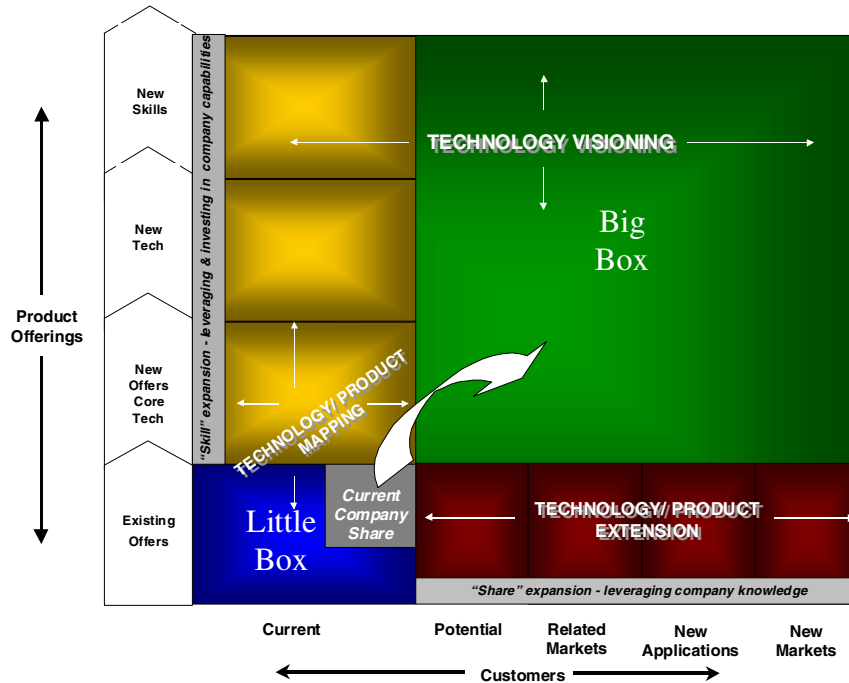 New
Skills
New
Tech
Product
Offerings
New
Offers
Core
Tech
Existing
Offers
“Skill” expansion - leveraging & investing in company capabilities
TECHNOLOGY VISIONING
Big
Box
TECHNOLOGY/ PRODUCT
MAPPING
Little
Box
Current
Company
Share
TECHNOLOGY/ PRODUCT
EXTENSION
“Share” expansion - leveraging company knowledge
Current
Potential
Related
Markets
New
Applications
New
Markets
Customers